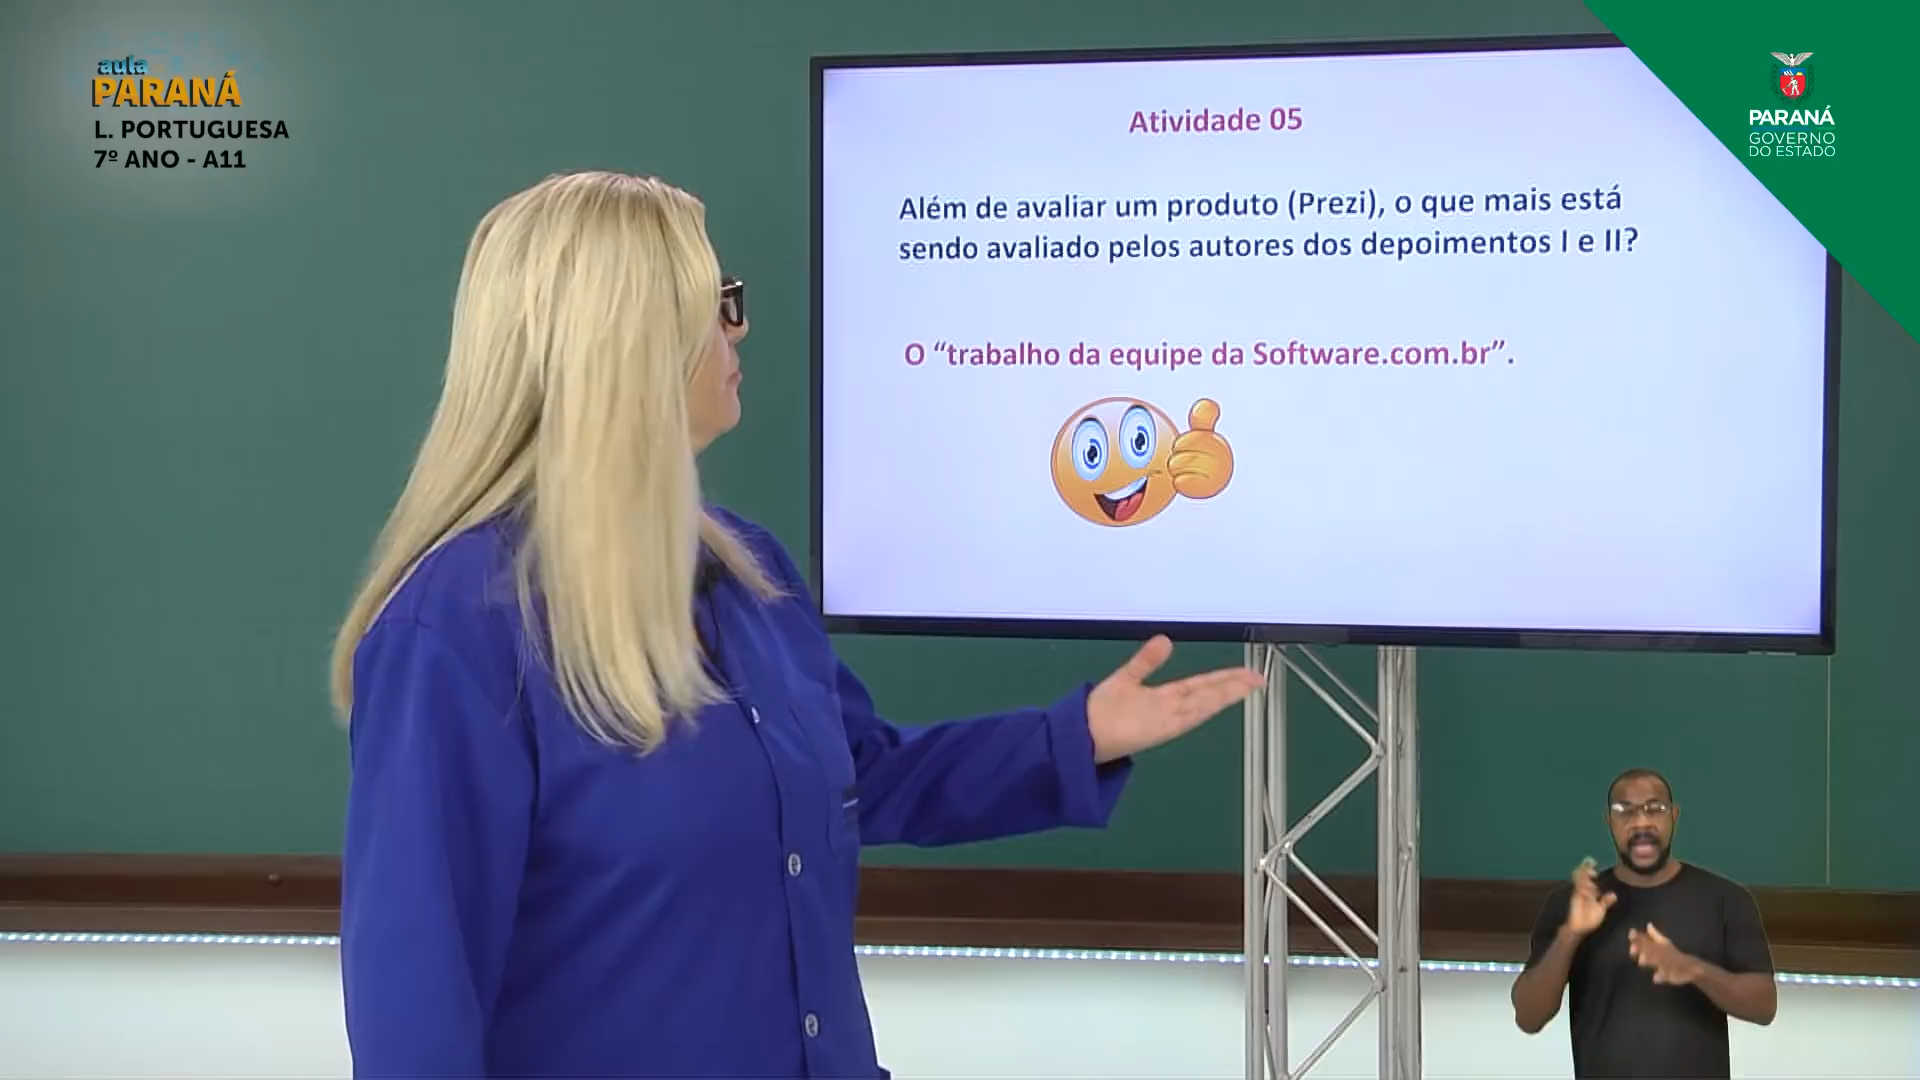 aula
PARANÁ
L. PORTUGUESA
7º ANO - A11
Atividade 05
Além de avaliar um produto (Prezi), o que mais está
sendo avaliado pelos autores dos depoimentos I e II?
O “trabalho da equipe da Software.com.br”.
PARANÁ
GOVERNO
DO ESTADO